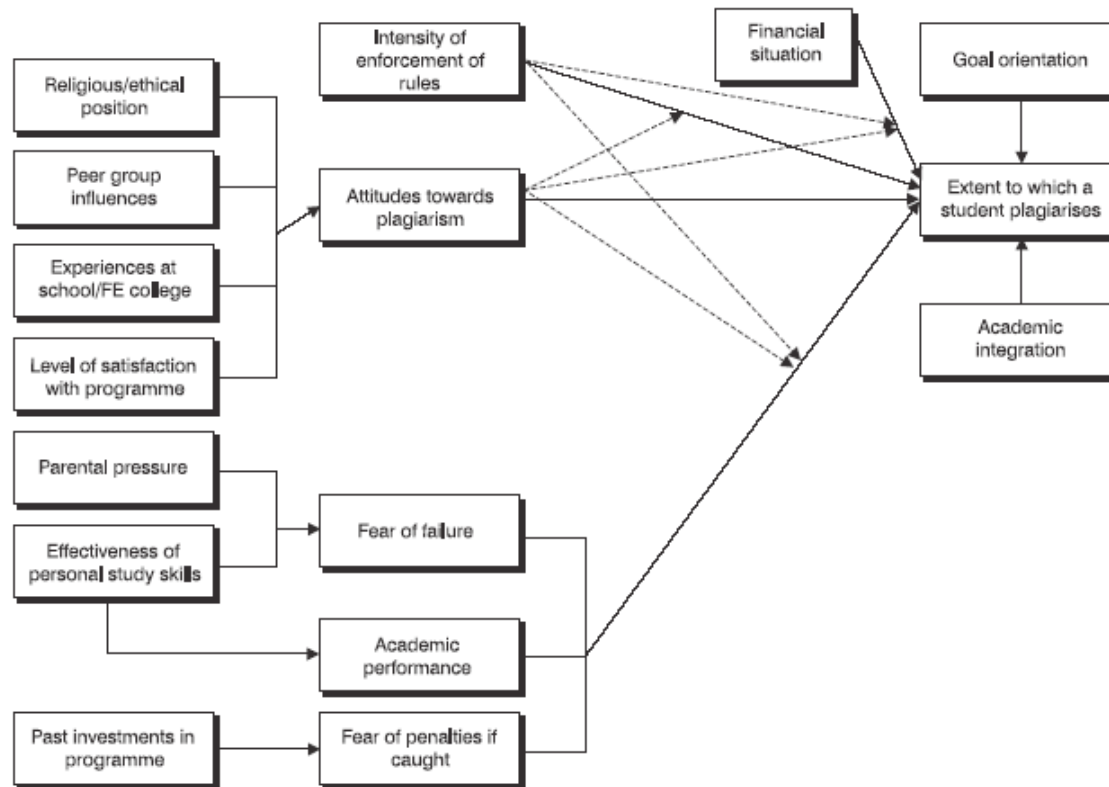 Religious/ethical
position
Peer group
influences
Experiences at
school/FE college
Level of satisfaction
with programme
Parental pressure
Effectiveness of
personal study skills
Past investments in
programme
Intensity of
enforcement of
rules
Attitudes towards
plagiarism
Fear of failure
Academic
performance
Fear of penalties if
caught
Financial
situation
Goal orientation
Extent to which a
student plagiarises
Academic
integration